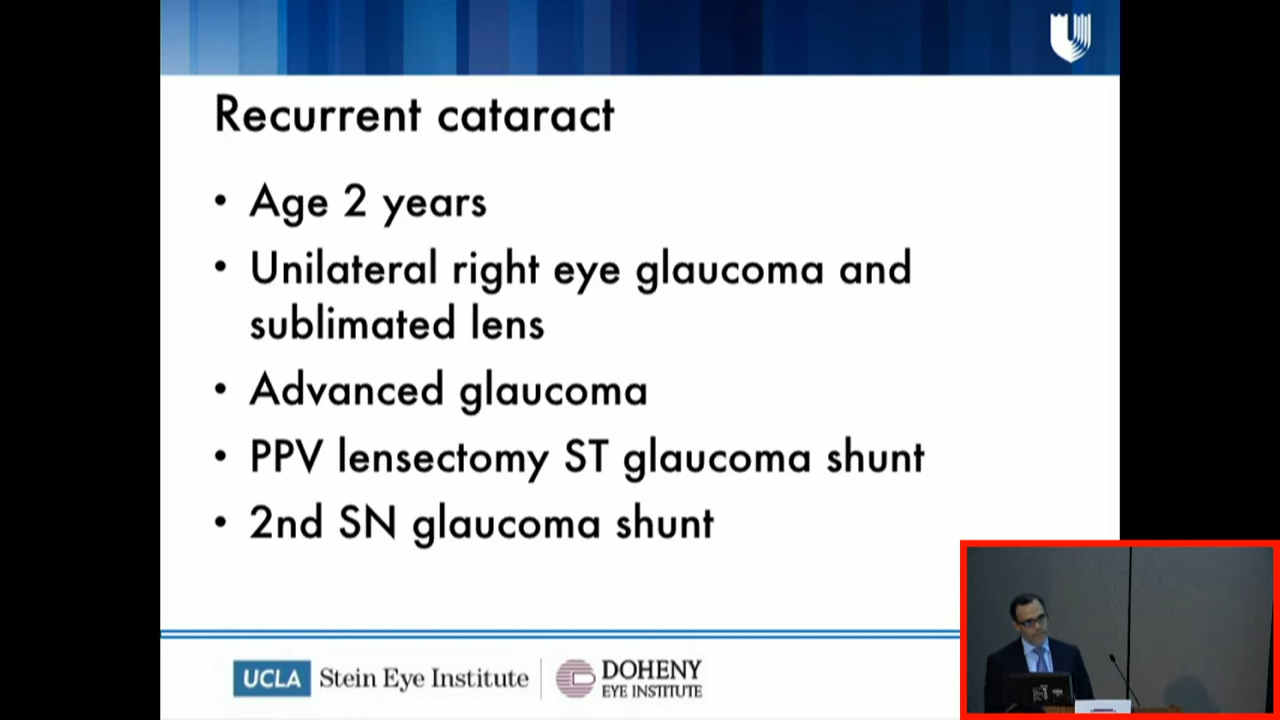 Recurrent cataract
• Age 2 years
• Unilateral right eye glaucoma and
sublimated lens
• Advanced glaucoma
• PPV lensectomy ST glaucoma shunt
• 2nd SN glaucoma shunt
UCLA Stein Eye Institute
DOHENY
EYE INSTITUTE